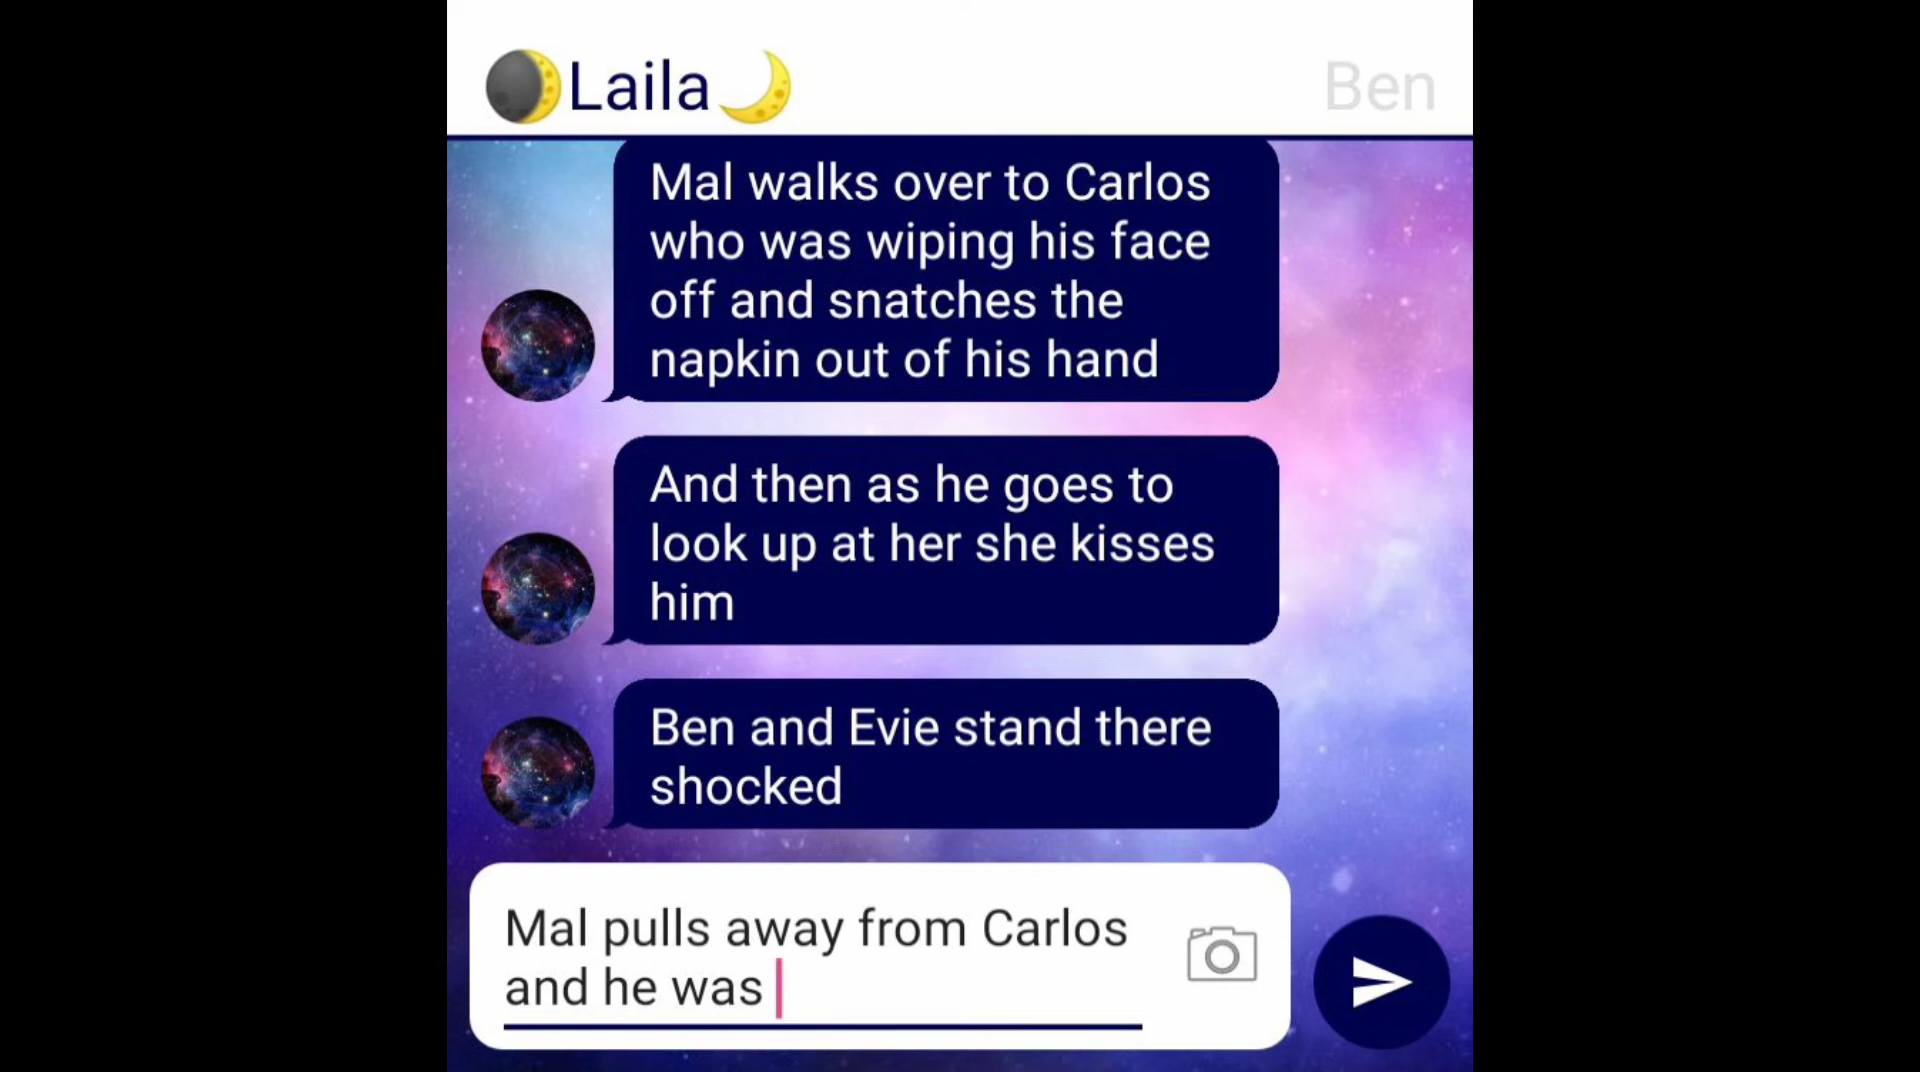 🌒Laila🌙 Ben
Mal walks over to Carlos
who was wiping his face
off and snatches the
napkin out of his hand
And then as he goes to
look up at her she kisses
him
Ben and Evie stand there
shocked
Mal pulls away from Carlos
and he was